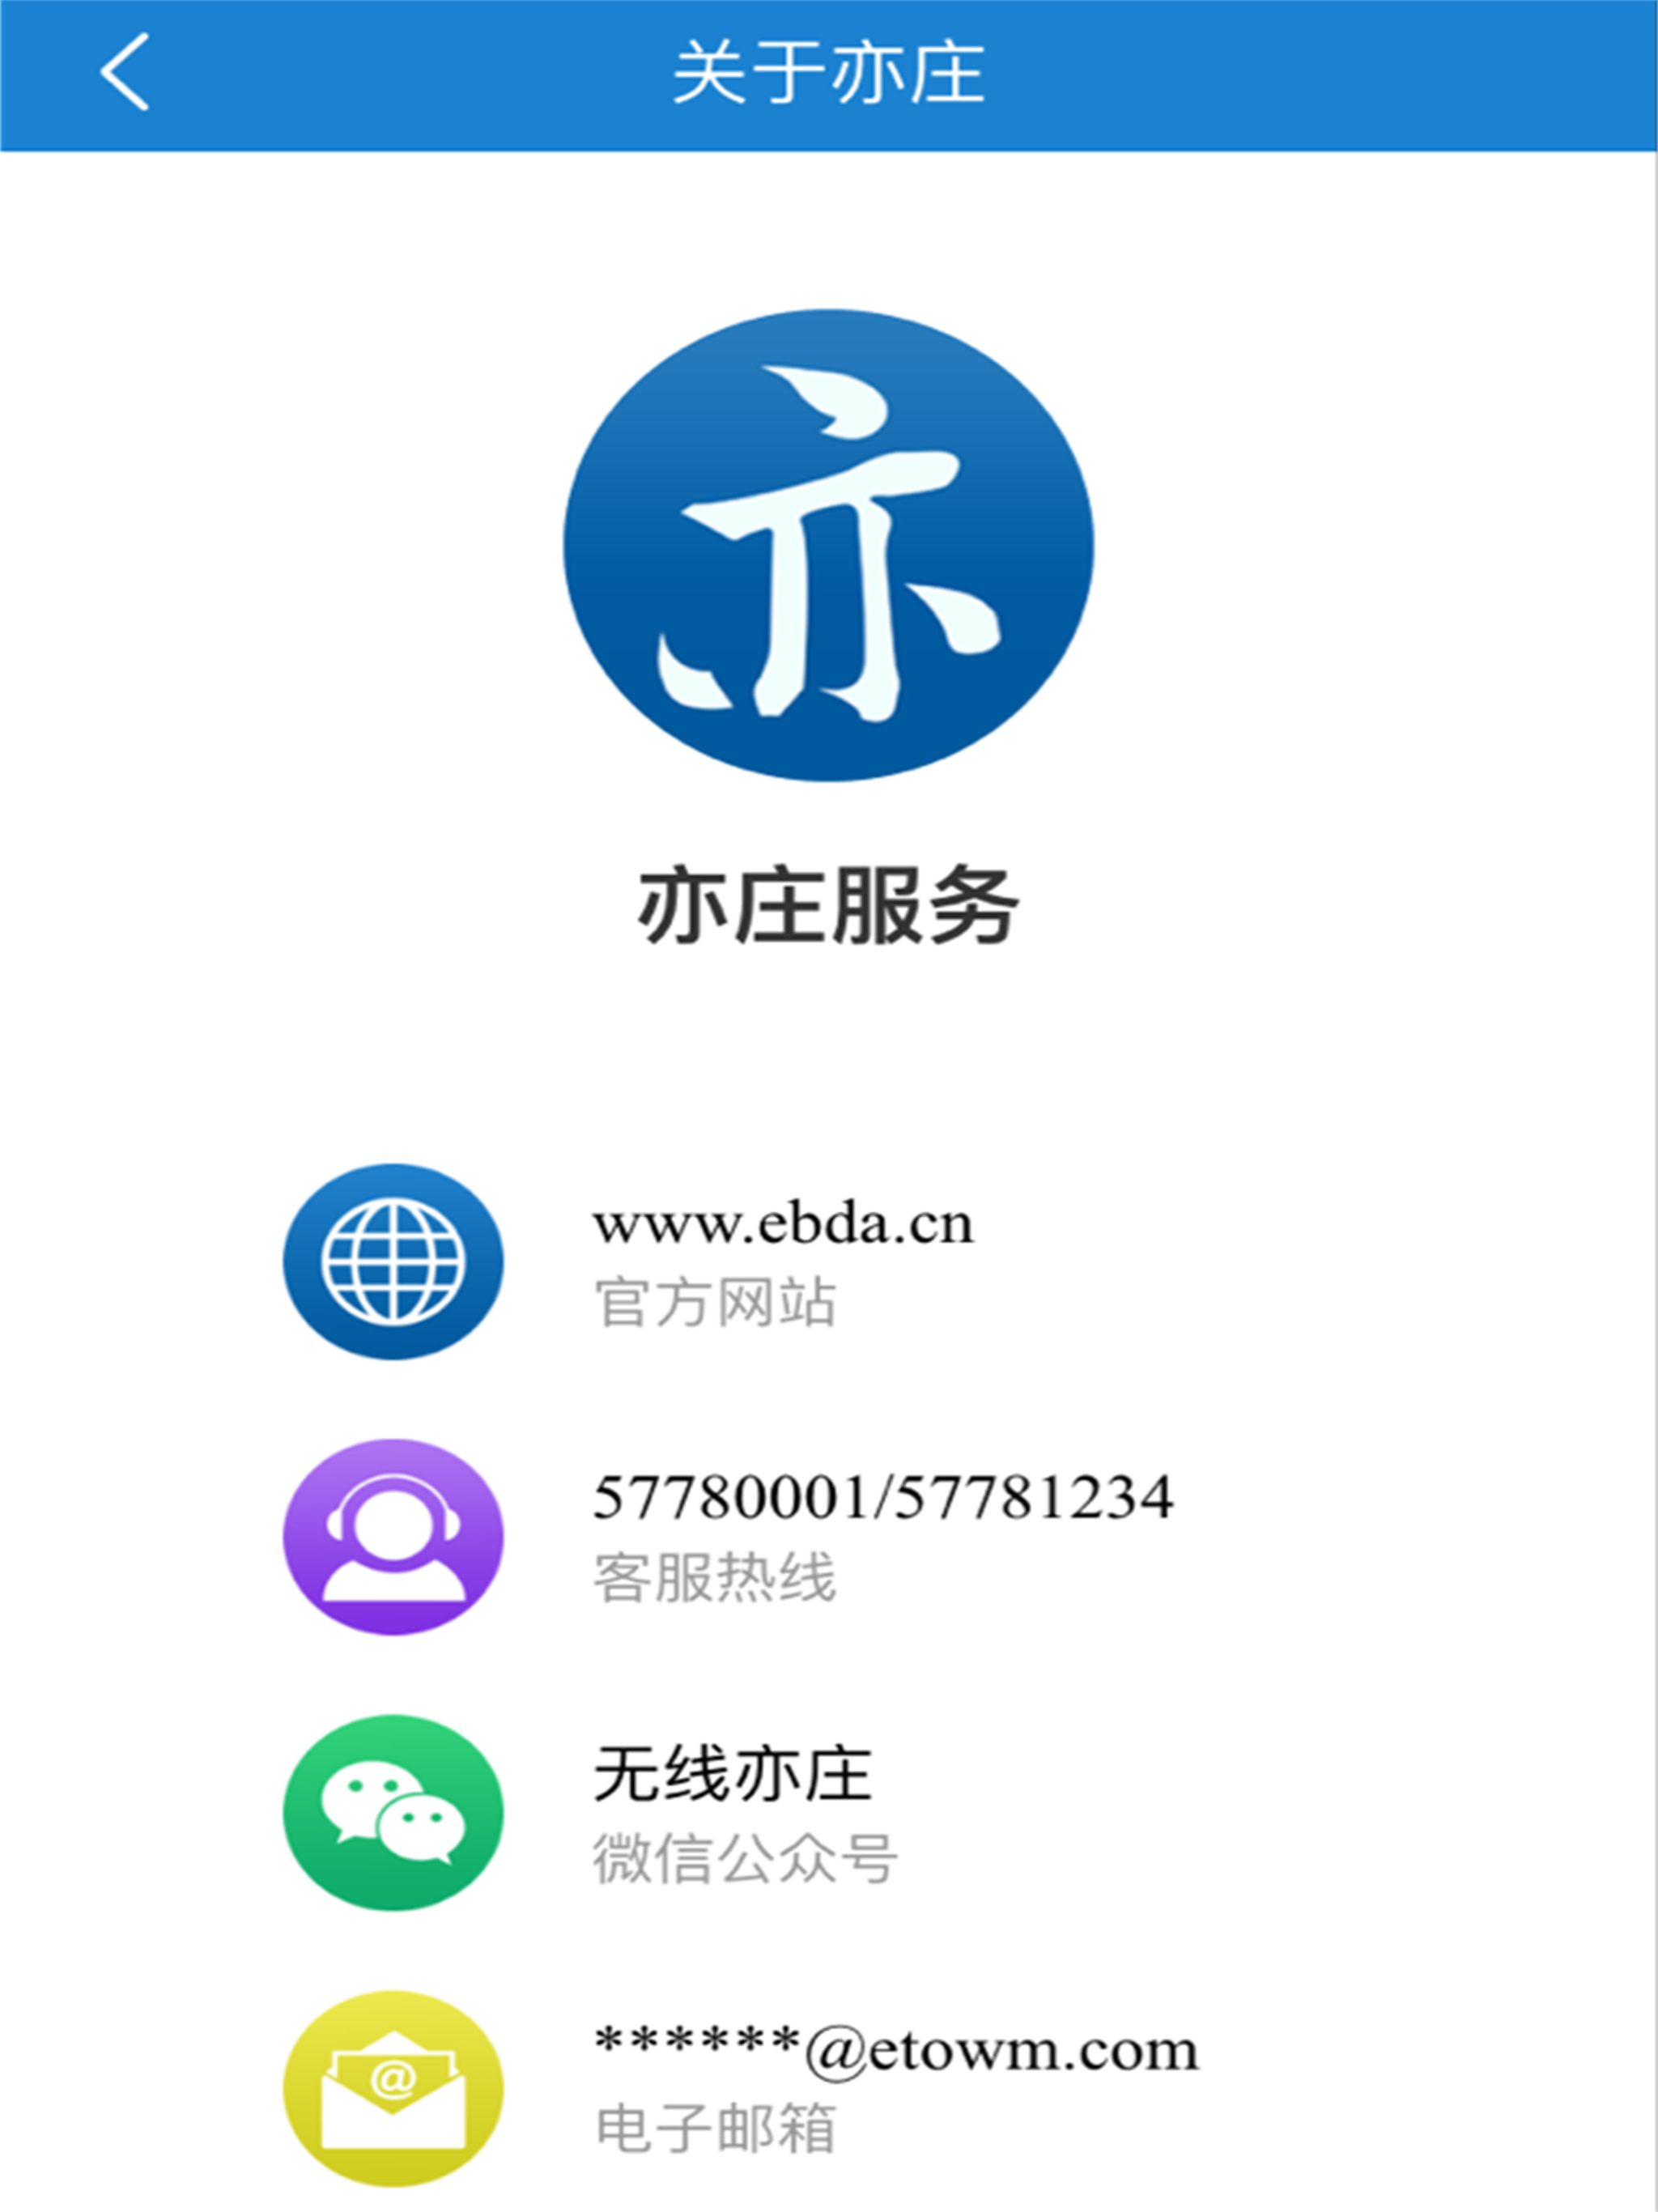 关于亦庄
亦
亦庄服务
www.ebda.cn
官方网站
57780001/57781234
客服热线
无线亦庄
微信公众号
******@etowm.com
@
电子邮箱